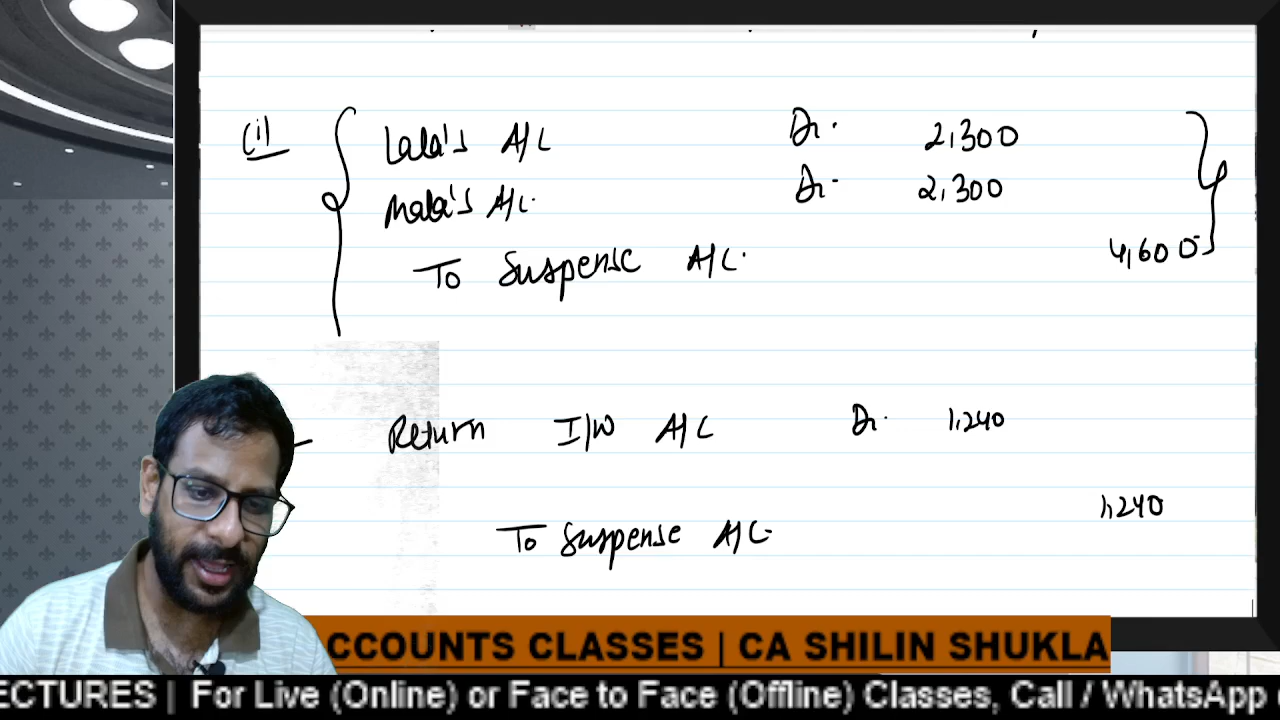 (i) Lala's A/c Dr. 2,300
Mala's A/c. Dr. 2,300
To Suspense A/c. 4,600
Return I/W A/c Dr. 1,240
To Suspense A/c. 1,240
CCOUNTS CLASSES | CA SHILIN SHUKLA
ECTURES | For Live (Online) or Face to Face (Offline) Classes, Call / WhatsApp